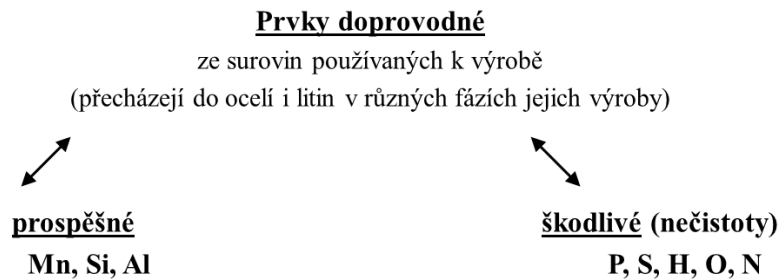 Prvky doprovodné
ze surovin používaných k výrobě
(přecházejí do ocelí i litin v různých fázích jejich výroby)
prospěšné
Mn, Si, Al
škodlivé (nečistoty)
P, S, H, O, N